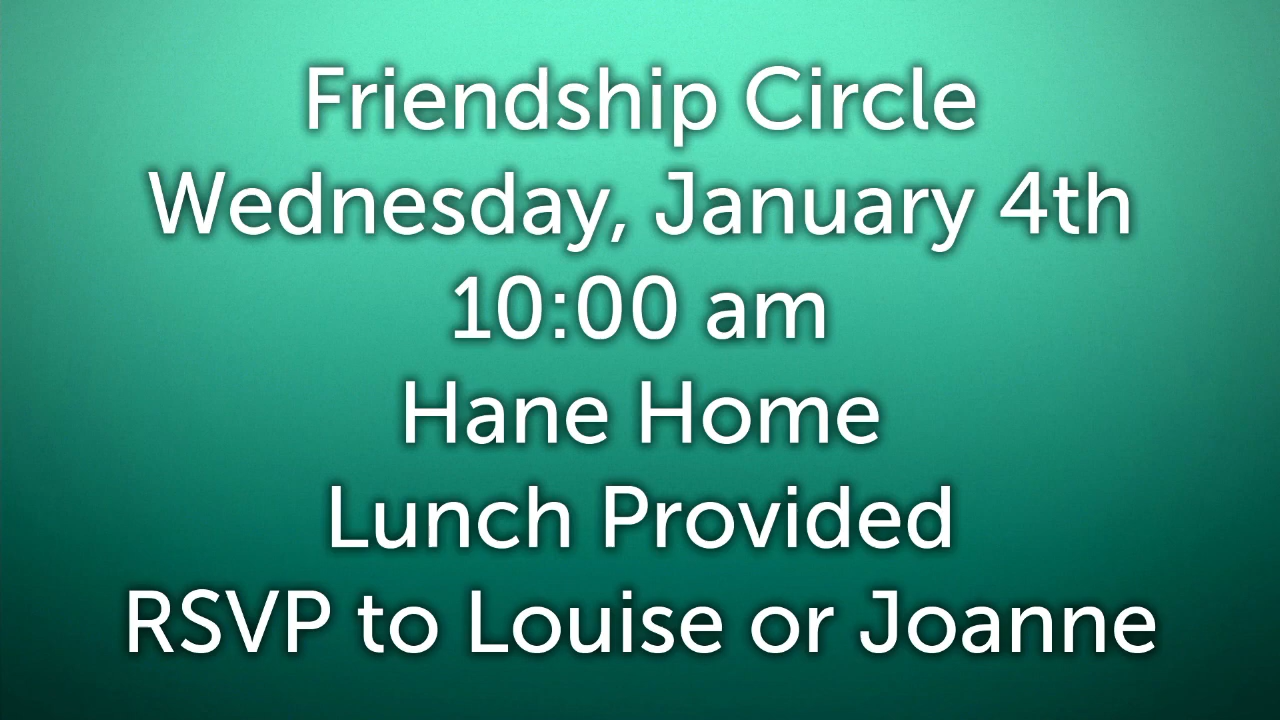 Friendship Circle
Wednesday, January 4th
10:00 am
Hane Home
Lunch Provided
RSVP to Louise or Joanne